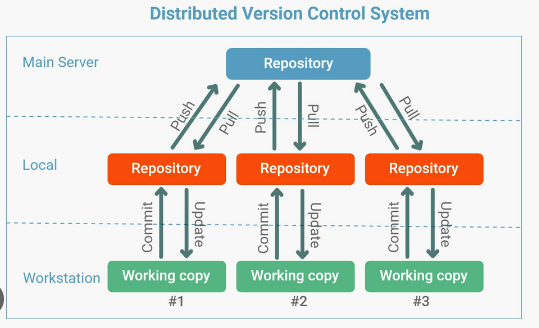 Distributed Version Control System
Main Server
Repository
Push
Pull
Push
Pull
Push
Pull
Local
Repository
Repository
Repository
Commit
Update
Commit
Update
Commit
Update
Workstation
Working copy
Working copy
Working copy
#1
#2
#3